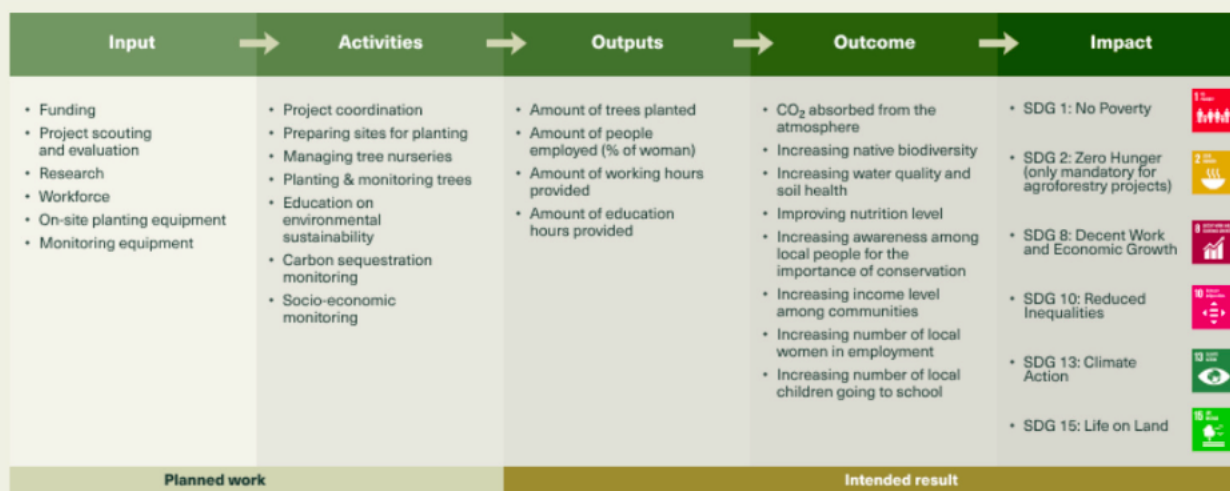 Input
Activities
Outputs
Outcome
Impact
• Funding
• Project scouting
and evaluation
• Research
• Workforce
• On-site planting equipment
• Monitoring equipment
• Project coordination
• Preparing sites for planting
• Managing tree nurseries
• Planting & monitoring trees
• Education on
environmental
sustainability
• Carbon sequestration
monitoring
• Socio-economic
monitoring
• Amount of trees planted
• Amount of people
employed (% of woman)
• Amount of working hours
provided
• Amount of education
hours provided
• CO₂ absorbed from the
atmosphere
• Increasing native biodiversity
• Increasing water quality and
soil health
• Improving nutrition level
• Increasing awareness among
local people for the
importance of conservation
• Increasing income level
among communities
• Increasing number of local
women in employment
• Increasing number of local
children going to school
• SDG 1: No Poverty
1
• SDG 2: Zero Hunger
(only mandatory for
agroforestry projects)
2
• SDG 8: Decent Work
and Economic Growth
8
• SDG 10: Reduced
Inequalities
10
• SDG 13: Climate
Action
13
• SDG 15: Life on Land
15
Planned work
Intended result